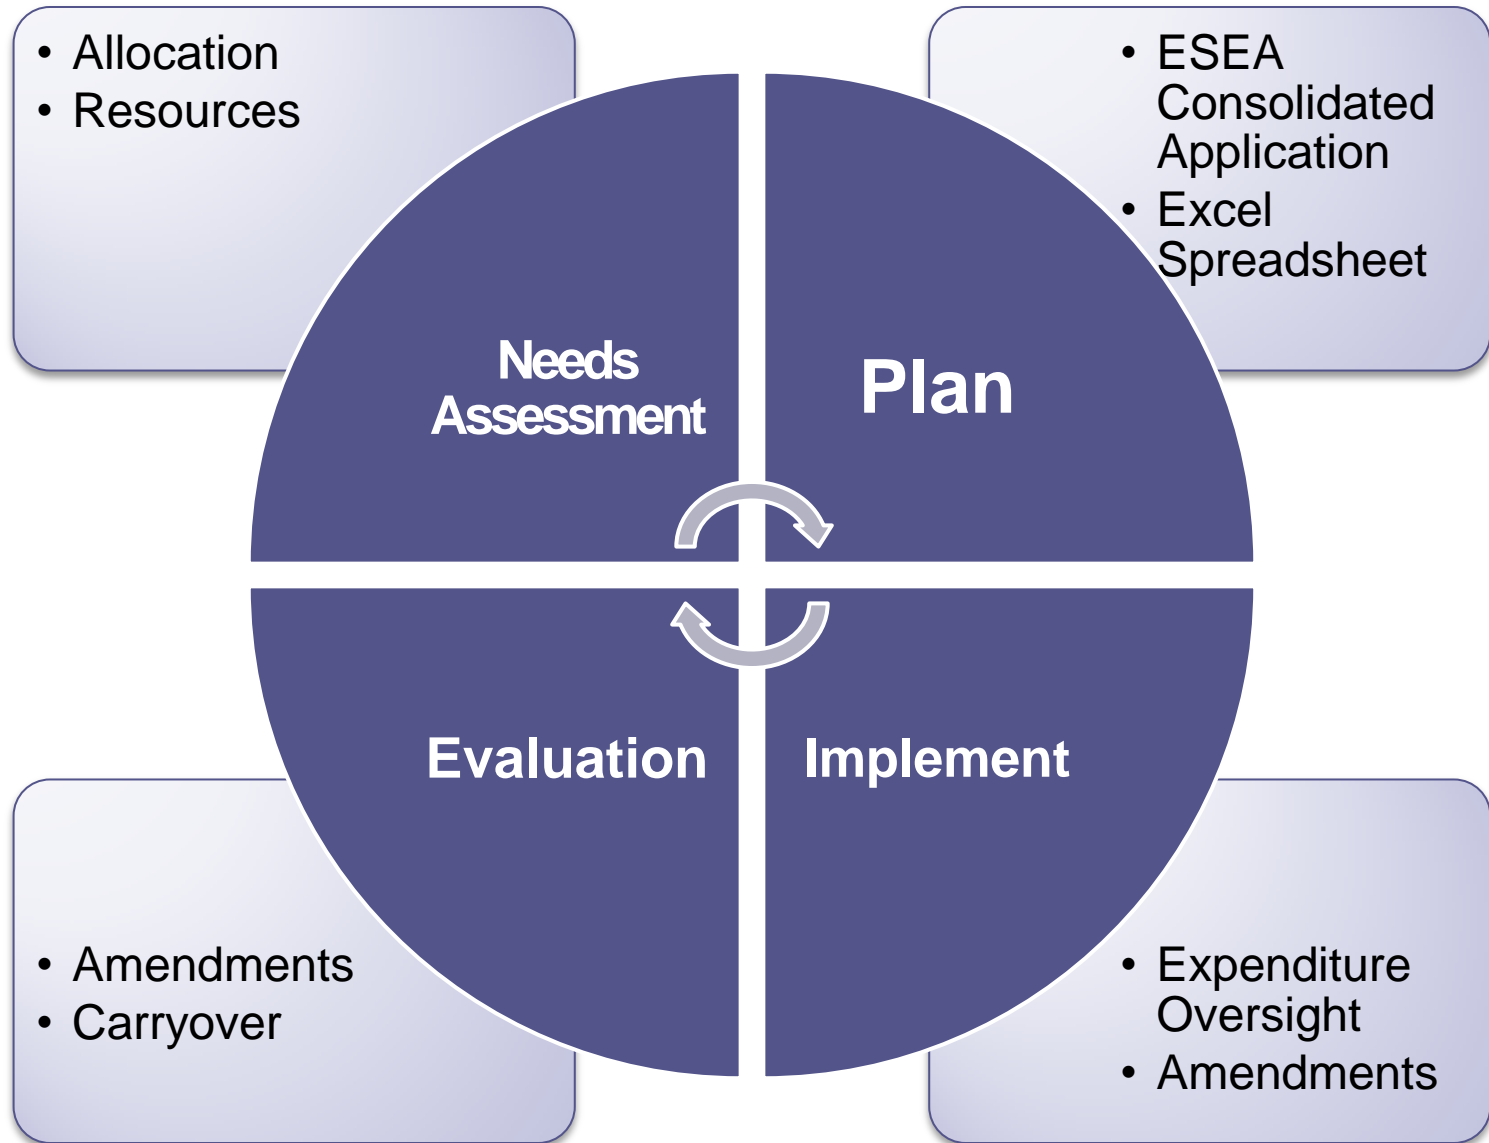 • Allocation
• Resources
• ESEA
Consolidated
Application
• Excel
Spreadsheet
Needs
Assessment
Plan
Evaluation
Implement
• Amendments
• Carryover
• Expenditure
Oversight
• Amendments